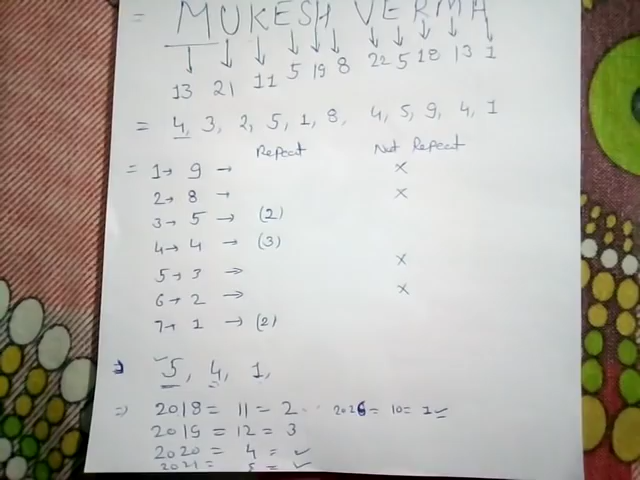 = MUKESH VERMA
13 21 11 5 19 8 22 5 18 13 1
= 4, 3, 2, 5, 1, 8, 4, 5, 9, 4, 1
Repeat Not Repeat
= 1→ 9 → ×
2→ 8 → ×
3→ 5 → (2)
4→ 4 → (3)
5→ 3 → ×
6→ 2 → ×
7→ 1 → (2)
⇒ ✓5, 4, 1,
⇒ 2018 = 11 = 2 .. 2026 = 10 = 1 ✓
2019 = 12 = 3
2020 = 4 = ✓
2021 = 5 = ✓